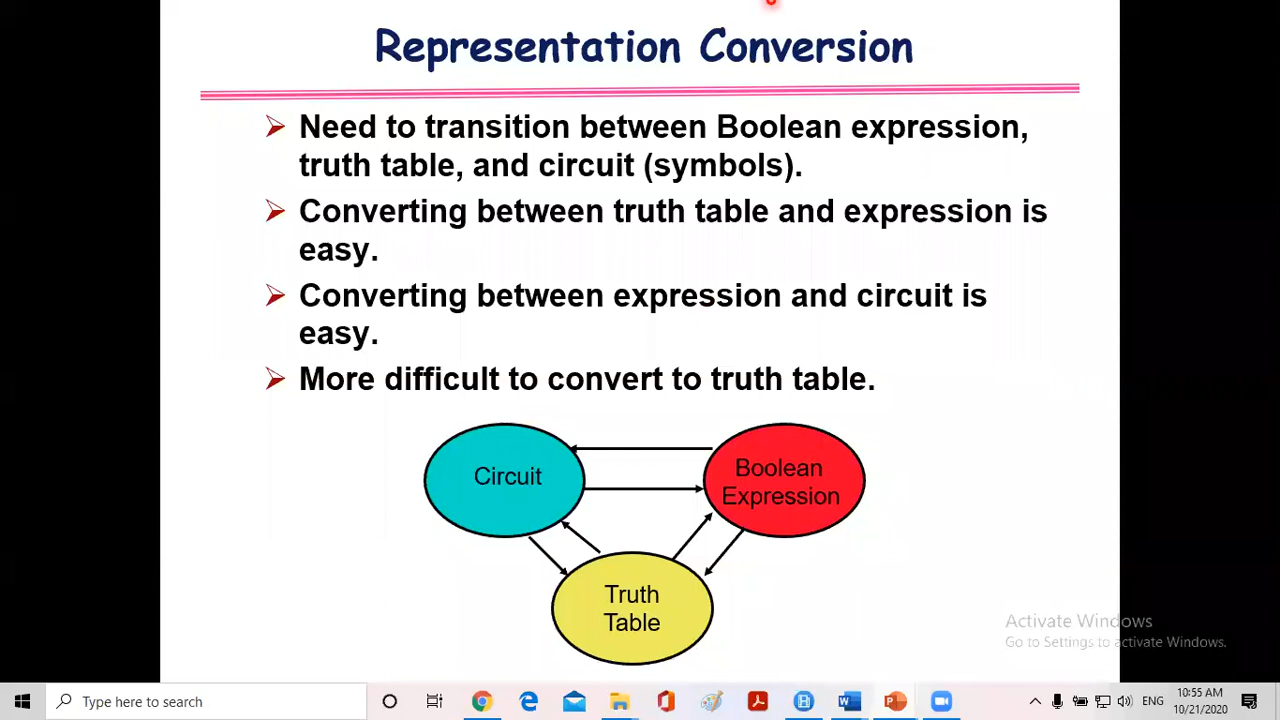 Representation Conversion
Need to transition between Boolean expression,
truth table, and circuit (symbols).
Converting between truth table and expression is
easy.
Converting between expression and circuit is
easy.
More difficult to convert to truth table.
Circuit
Boolean
Expression
Truth
Table
Activate Windows
Go to Settings to activate Windows.
Type here to search
ENG
10:55 AM
10/21/2020